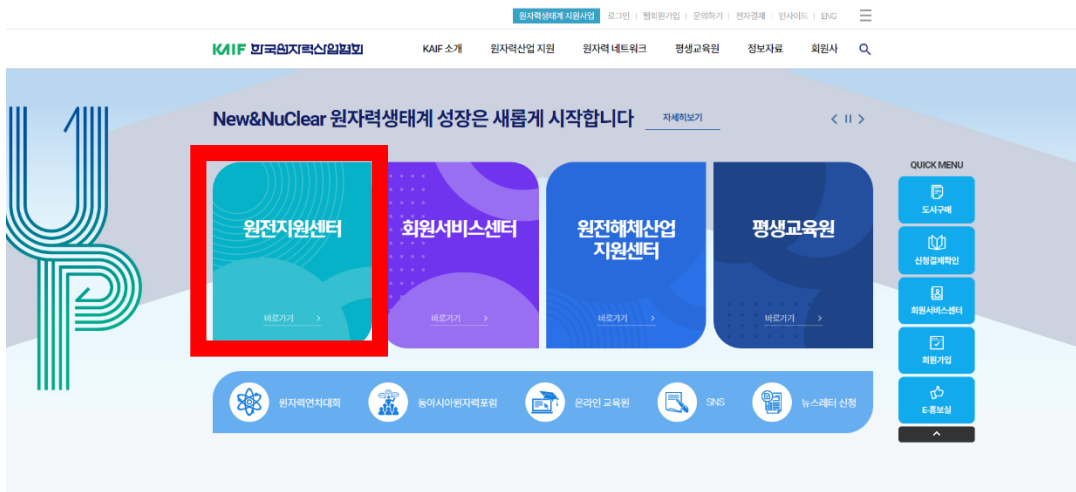 원자력생태계 지원사업 로그인 | 웹회원가입 | 문의하기 | 전자결재 | 인사이드 | ENG
KAIF 한국원자력산업협회 KAIF 소개 원자력산업 지원 원자력 네트워크 평생교육원 정보자료 회원사
New&NuClear 원자력생태계 성장은 새롭게 시작합니다 자세히보기
UP
QUICK MENU
원전지원센터
바로가기
회원서비스센터
바로가기
원전해체산업
지원센터
바로가기
평생교육원
바로가기
도서구매
신청결제확인
회원서비스센터
회원가입
E-홍보실
원자력연차대회 동아시아원자력포럼 온라인 교육원 SNS 뉴스레터 신청